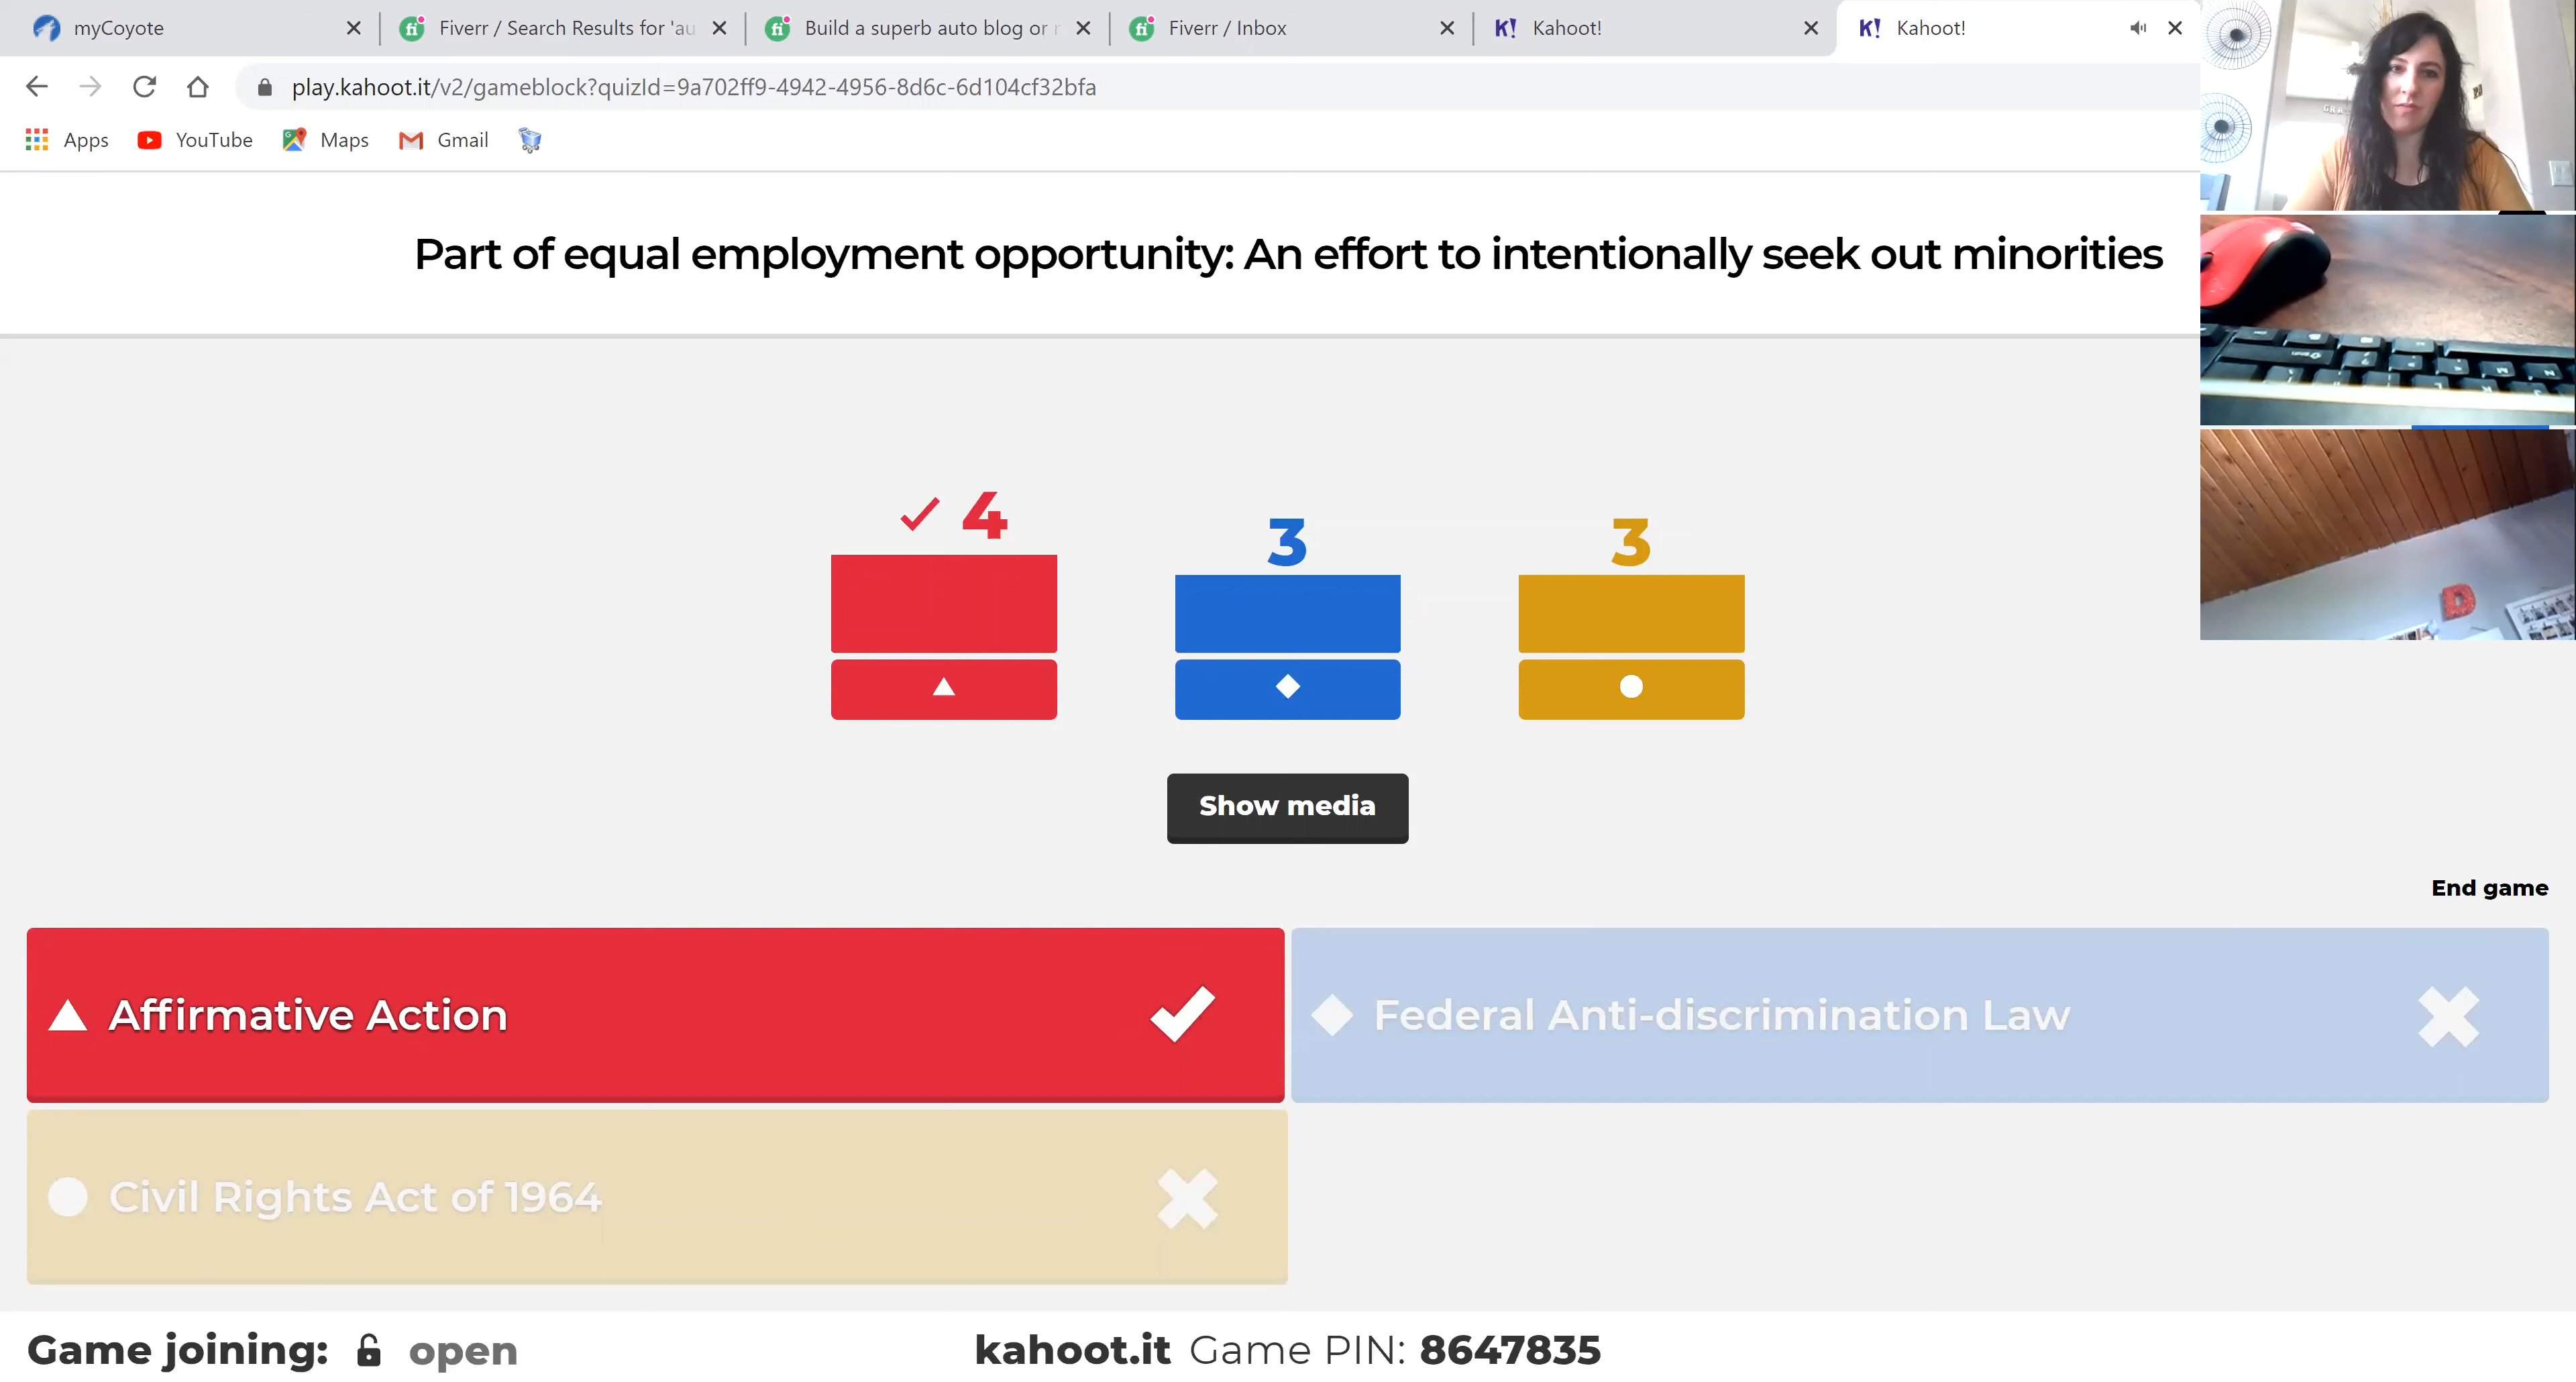 myCoyote
Fiverr / Search Results for 'au
Build a superb auto blog or
Fiverr / Inbox
K! Kahoot!
K! Kahoot!
play.kahoot.it/v2/gameblock?quizId=9a702ff9-4942-4956-8d6c-6d104cf32bfa
Apps
YouTube
Maps
Gmail
Part of equal employment opportunity: An effort to intentionally seek out minorities
4
3
3
D
Show media
End game
Affirmative Action
Federal Anti-discrimination Law
Civil Rights Act of 1964
Game joining: open
kahoot.it Game PIN: 8647835